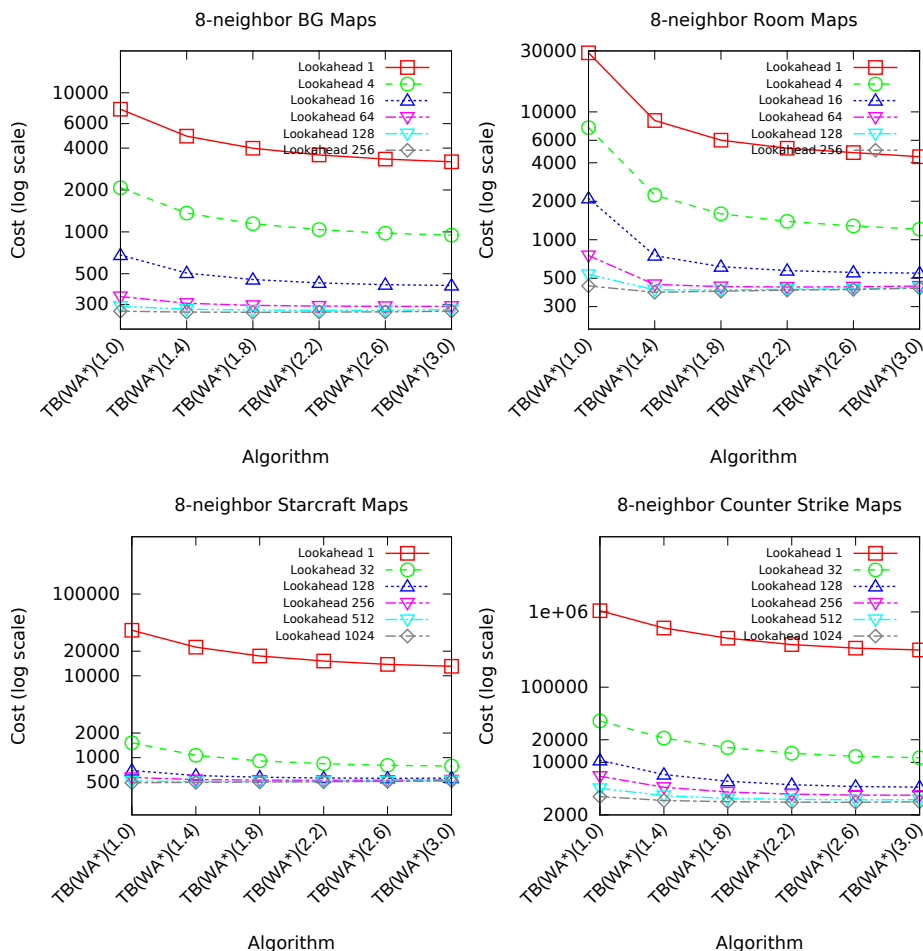 8-neighbor BG Maps
Cost (log scale)
10000
6000
4000
2000
1000
500
300
Lookahead 1
Lookahead 4
Lookahead 16
Lookahead 64
Lookahead 128
Lookahead 256
TB(WA*)(1.0)
TB(WA*)(1.4)
TB(WA*)(1.8)
TB(WA*)(2.2)
TB(WA*)(2.6)
TB(WA*)(3.0)
Algorithm
8-neighbor Room Maps
Cost (log scale)
30000
10000
6000
4000
2000
1000
500
300
Lookahead 1
Lookahead 4
Lookahead 16
Lookahead 64
Lookahead 128
Lookahead 256
TB(WA*)(1.0)
TB(WA*)(1.4)
TB(WA*)(1.8)
TB(WA*)(2.2)
TB(WA*)(2.6)
TB(WA*)(3.0)
Algorithm
8-neighbor Starcraft Maps
Cost (log scale)
100000
20000
10000
2000
1000
500
Lookahead 1
Lookahead 32
Lookahead 128
Lookahead 256
Lookahead 512
Lookahead 1024
TB(WA*)(1.0)
TB(WA*)(1.4)
TB(WA*)(1.8)
TB(WA*)(2.2)
TB(WA*)(2.6)
TB(WA*)(3.0)
Algorithm
8-neighbor Counter Strike Maps
Cost (log scale)
1e+06
100000
20000
10000
2000
Lookahead 1
Lookahead 32
Lookahead 128
Lookahead 256
Lookahead 512
Lookahead 1024
TB(WA*)(1.0)
TB(WA*)(1.4)
TB(WA*)(1.8)
TB(WA*)(2.2)
TB(WA*)(2.6)
TB(WA*)(3.0)
Algorithm